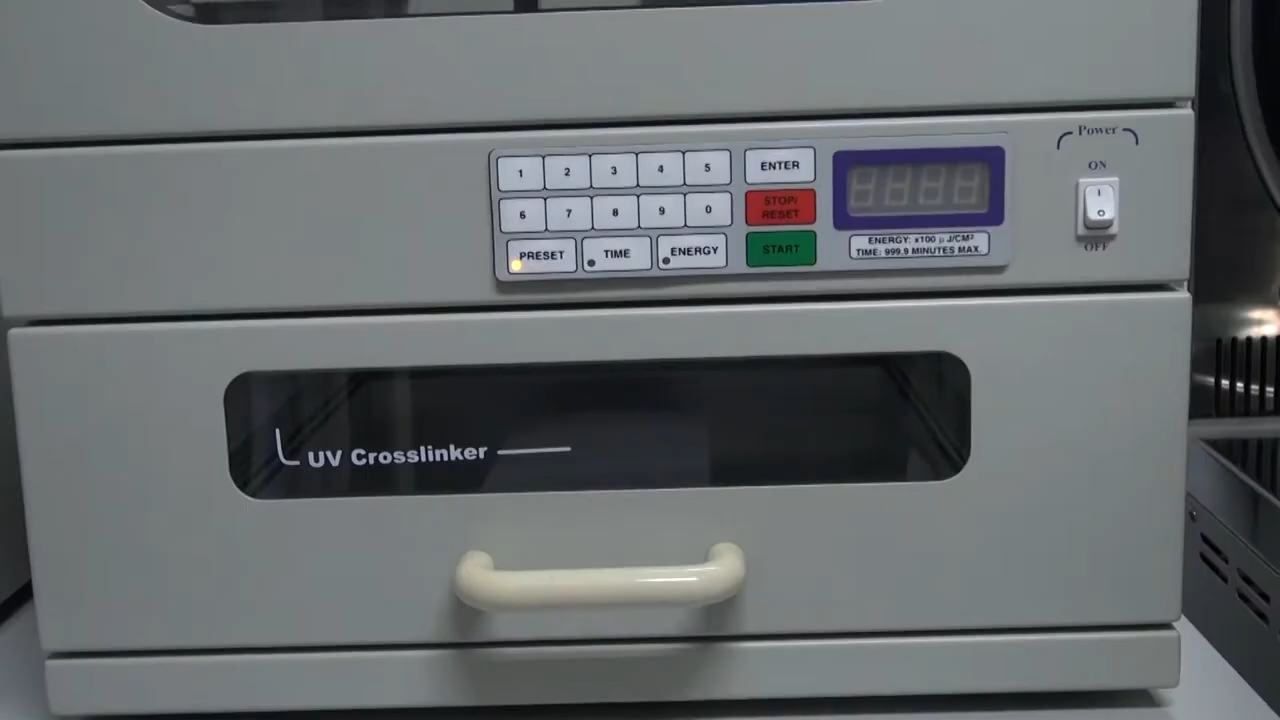 1 2 3 4 5 ENTER
6 7 8 9 0 STOP/ RESET
PRESET TIME ENERGY START
ENERGY: x100 µ J/CM²
TIME: 999.9 MINUTES MAX.
Power
ON
OFF
UV Crosslinker